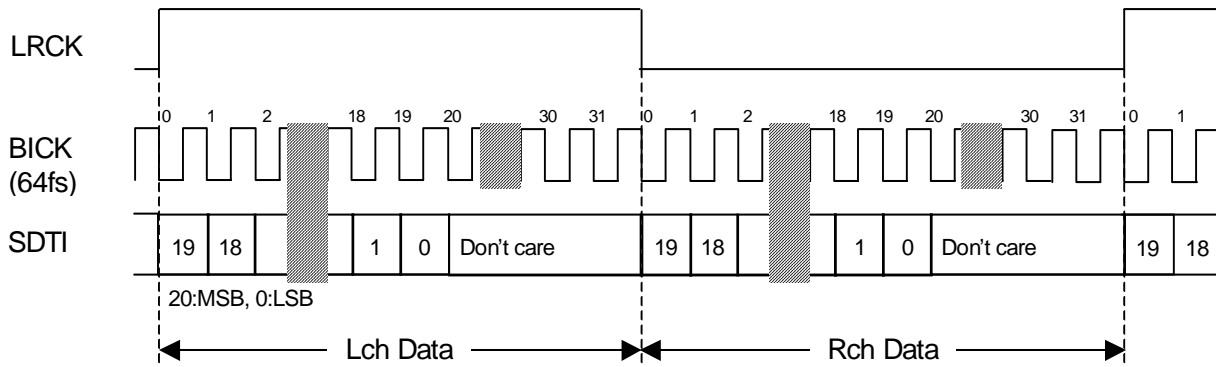 LRCK
0 1 2 18 19 20 30 31 0 1 2 18 19 20 30 31 0 1
BICK
(64fs)
SDTI 19 18 1 0 Don't care 19 18 1 0 Don't care 19 18
20:MSB, 0:LSB
Lch Data Rch Data